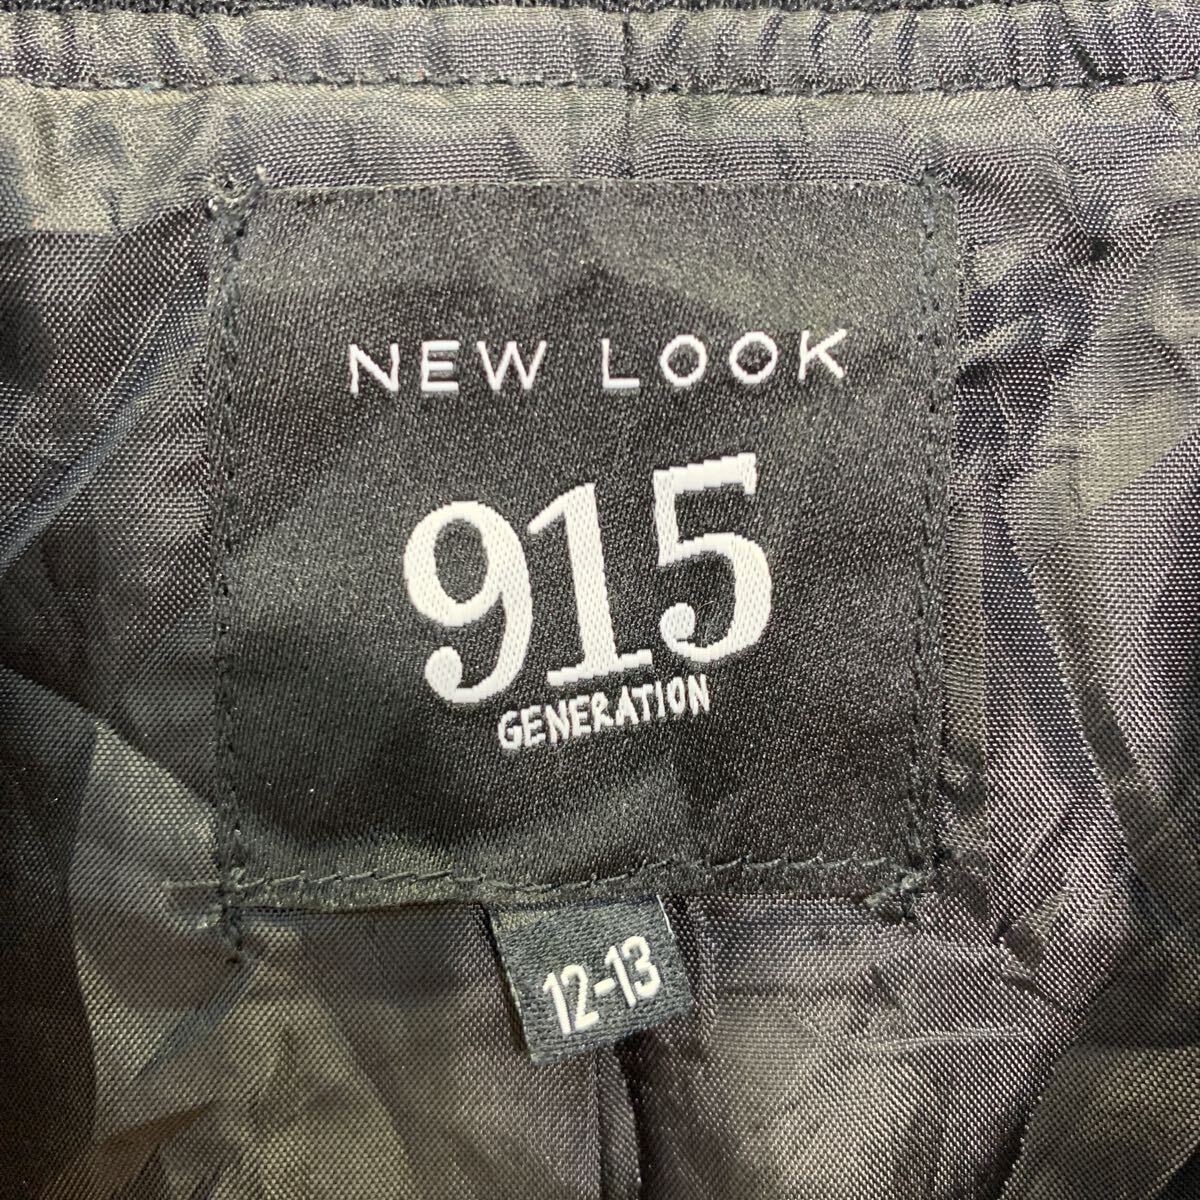 NEW LOOK
915
GENERATION
12-13